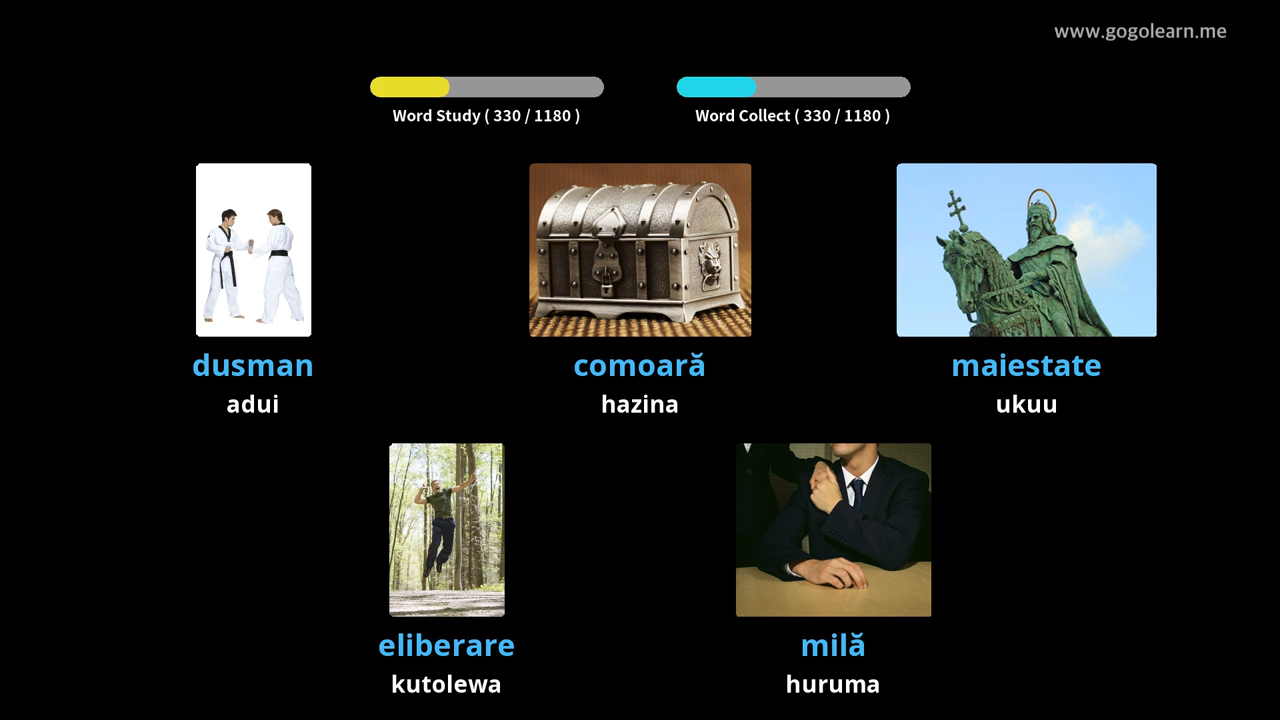 www.gogolearn.me
Word Study ( 330 / 1180 )
Word Collect ( 330 / 1180 )
dusman
adui
comoară
hazina
maiestate
ukuu
eliberare
kutolewa
milă
huruma